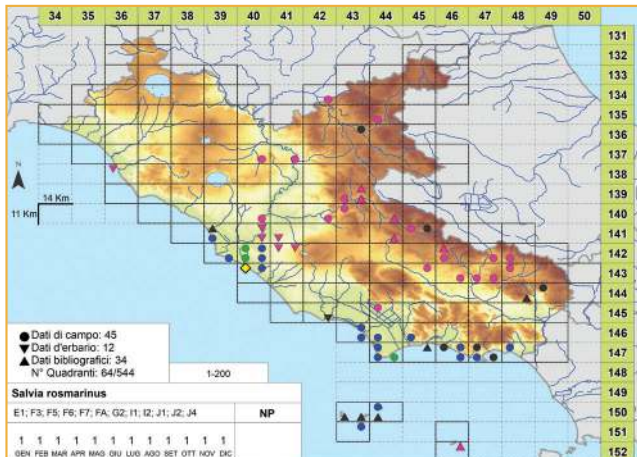 34 35 36 37 38 39 40 41 42 43 44 45 46 47 48 49 50
131
132
133
134
135
136
137
138
139
140
141
142
143
144
145
146
147
150
151
152
N
14 Km
11 Km
Dati di campo: 45
Dati d'erbario: 12
Dati bibliografici: 34
N° Quadranti: 64/544
1-200
Salvia rosmarinus
E1; F3; F5; F6; F7; FA; G2; I1; I2; J1; J2; J4
NP
1 1 1 1 1 1 1 1 1 1 1 1
GEN FEB MAR APR MAG GIU LUG AGO SET OTT NOV DIC